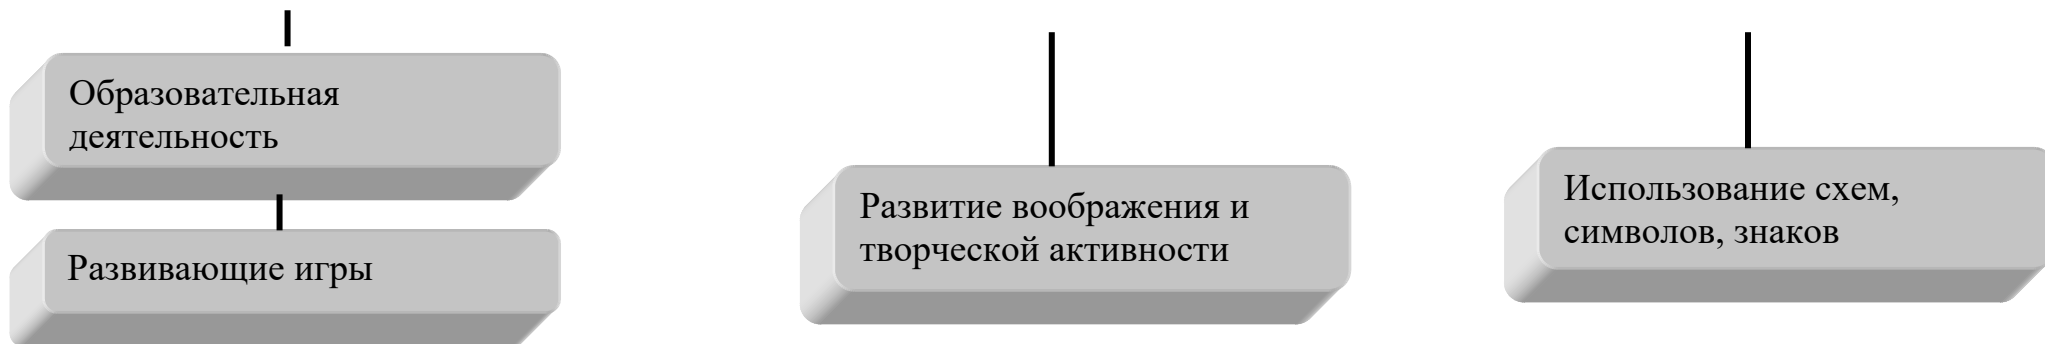 Образовательная
деятельность
Развивающие игры
Развитие воображения и
творческой активности
Использование схем,
символов, знаков